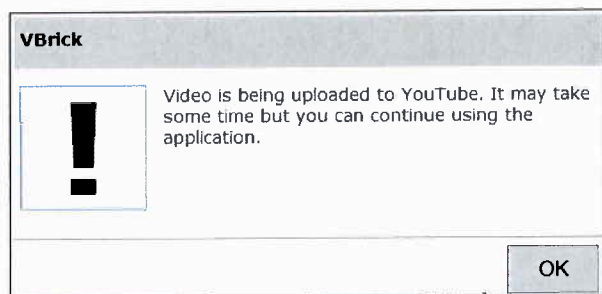 VBrick
!
Video is being uploaded to YouTube. It may take
some time but you can continue using the
application.
OK